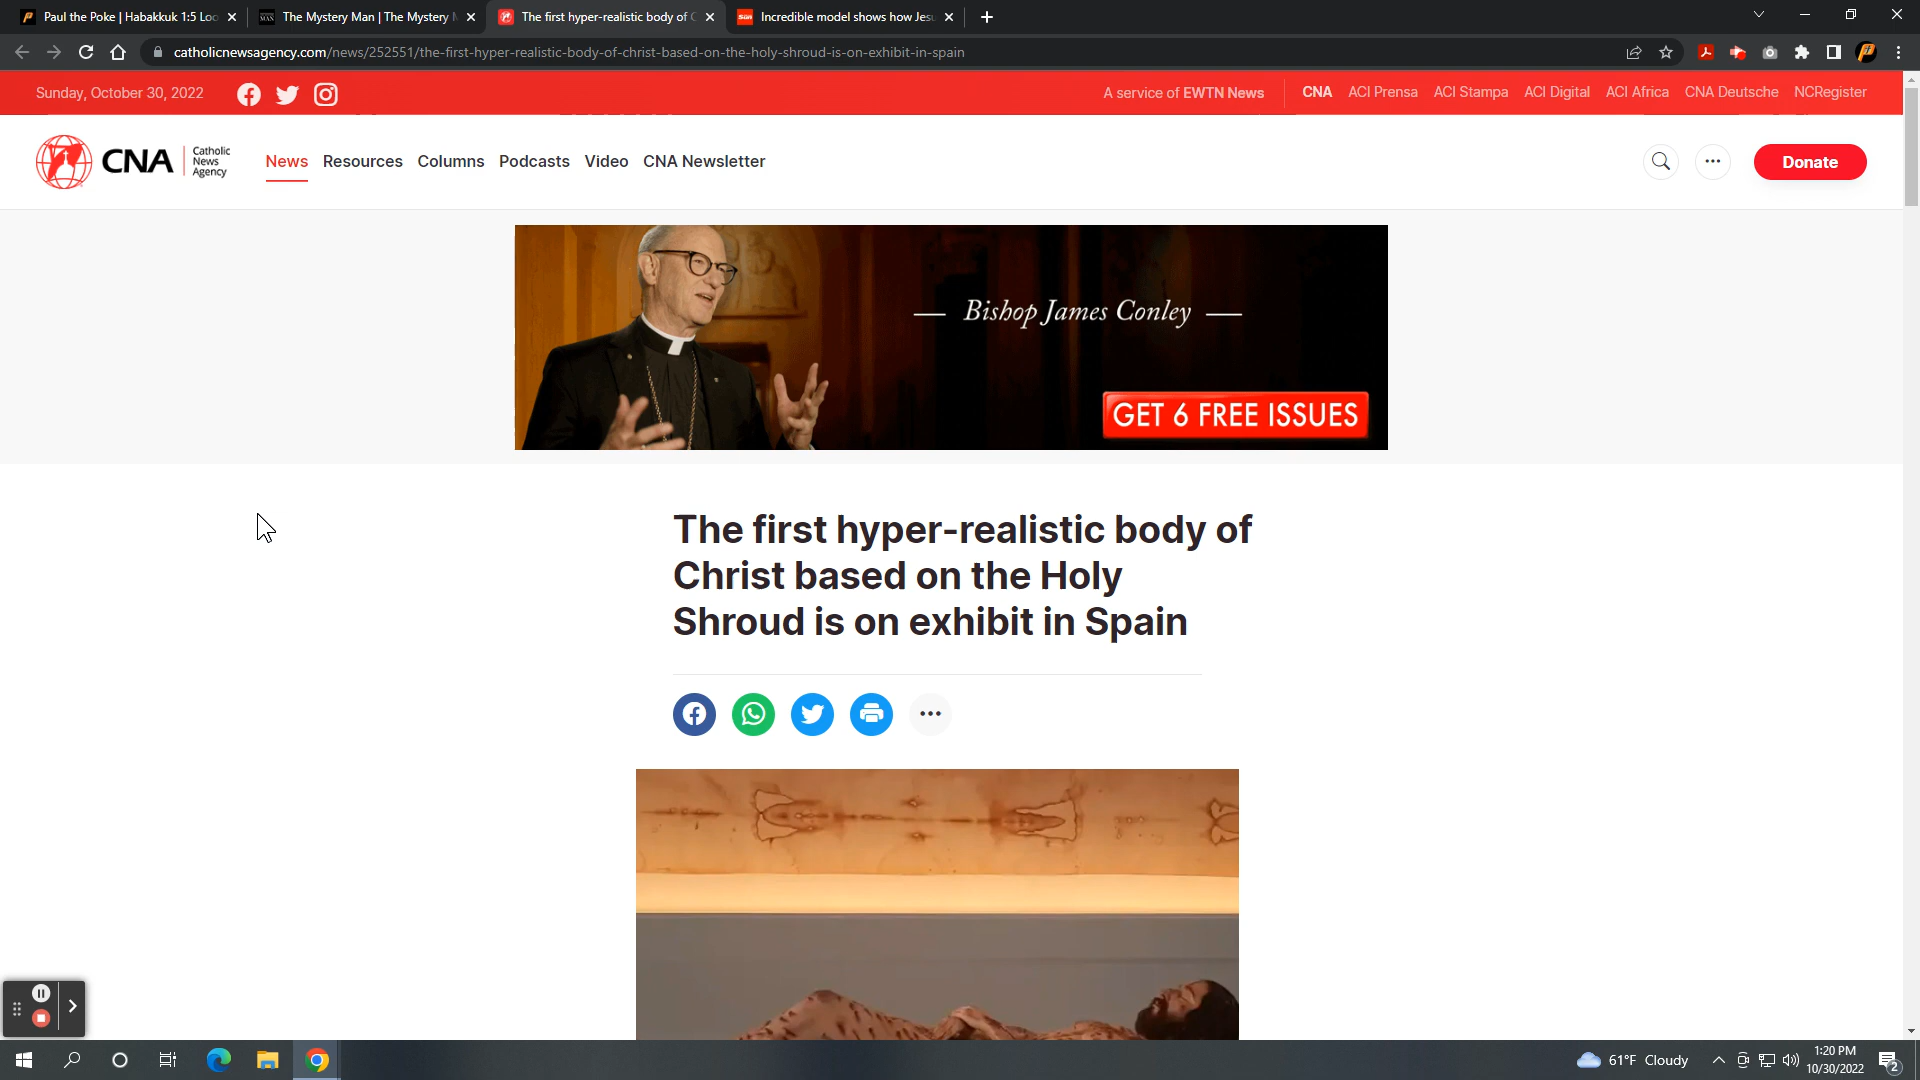 Paul the Poke | Habakkuk 1:5 Loo
The Mystery Man | The Mystery
The first hyper-realistic body of C
Incredible model shows how Jesu
catholicnewsagency.com/news/252551/the-first-hyper-realistic-body-of-christ-based-on-the-holy-shroud-is-on-exhibit-in-spain
Sunday, October 30, 2022
A service of EWTN News
CNA ACI Prensa ACI Stampa ACI Digital ACI Africa CNA Deutsche NCRegister
CNA
Catholic
News
Agency
News Resources Columns Podcasts Video CNA Newsletter
Donate
— Bishop James Conley —
GET 6 FREE ISSUES
The first hyper-realistic body of
Christ based on the Holy
Shroud is on exhibit in Spain
61°F Cloudy
1:20 PM
10/30/2022
2